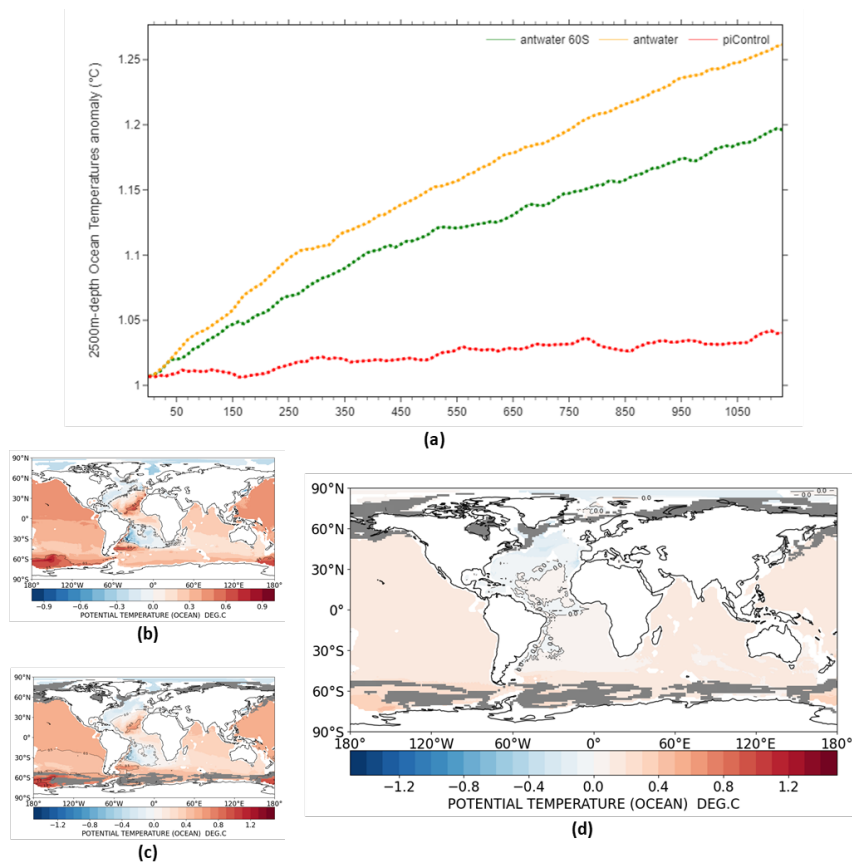 antwater 60S antwater piControl
2500m-depth Ocean Temperatures anomaly (°C)
1.25
1.2
1.15
1.1
1.05
1
50 150 250 350 450 550 650 750 850 950 1050
(a)
90°N
60°N
30°N
0°
30°S
60°S
90°S
180° 120°W 60°W 0° 60°E 120°E 180°
−0.9 −0.6 −0.3 0.0 0.3 0.6 0.9
POTENTIAL TEMPERATURE (OCEAN) DEG.C
(b)
90°N
60°N
30°N
0°
30°S
60°S
90°S
180° 120°W 60°W 0° 60°E 120°E 180°
−1.2 −0.8 −0.4 0.0 0.4 0.8 1.2
POTENTIAL TEMPERATURE (OCEAN) DEG.C
(c)
90°N
60°N
30°N
0°
30°S
60°S
90°S
180° 120°W 60°W 0° 60°E 120°E 180°
−1.2 −0.8 −0.4 0.0 0.4 0.8 1.2
POTENTIAL TEMPERATURE (OCEAN) DEG.C
(d)